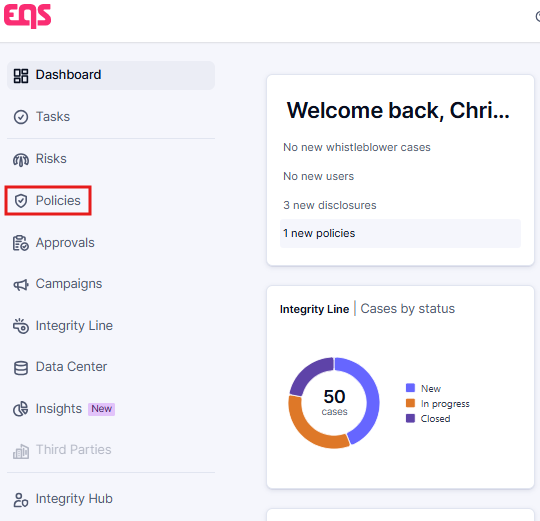 EQS
Dashboard
Tasks
Risks
Policies
Approvals
Campaigns
Integrity Line
Data Center
Insights New
Third Parties
Integrity Hub
Welcome back, Chri...
No new whistleblower cases
No new users
3 new disclosures
1 new policies
Integrity Line | Cases by status
50
cases
New
In progress
Closed